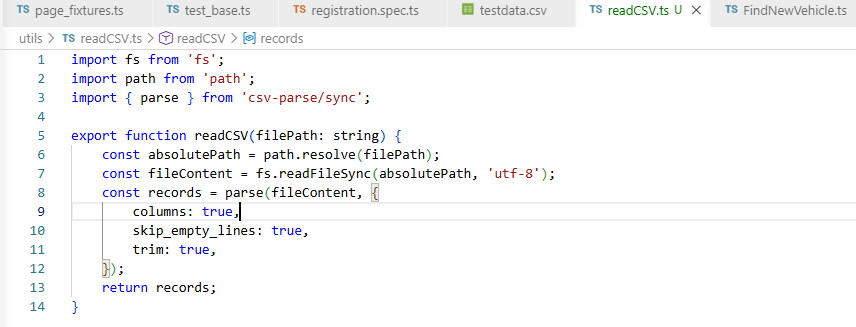 TS page_fixtures.ts TS test_base.ts TS registration.spec.ts testdata.csv TS readCSV.ts U TS FindNewVehicle.ts
utils > TS readCSV.ts > readCSV > records
1 import fs from 'fs';
2 import path from 'path';
3 import { parse } from 'csv-parse/sync';
4
5 export function readCSV(filePath: string) {
6 const absolutePath = path.resolve(filePath);
7 const fileContent = fs.readFileSync(absolutePath, 'utf-8');
8 const records = parse(fileContent, {
9 columns: true,
10 skip_empty_lines: true,
11 trim: true,
12 });
13 return records;
14 }